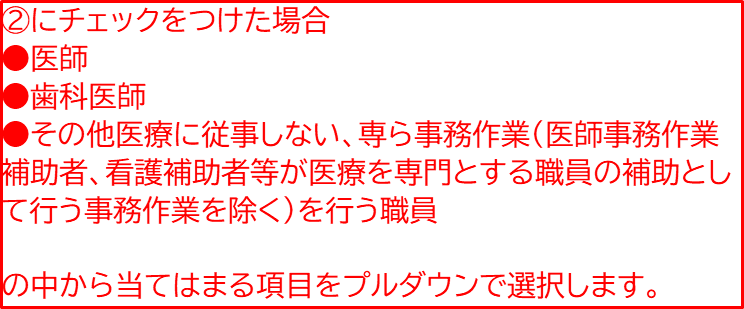 ②にチェックをつけた場合
●医師
●歯科医師
●その他医療に従事しない、専ら事務作業（医師事務作業
補助者、看護補助者等が医療を専門とする職員の補助とし
て行う事務作業を除く）を行う職員
の中から当てはまる項目をプルダウンで選択します。